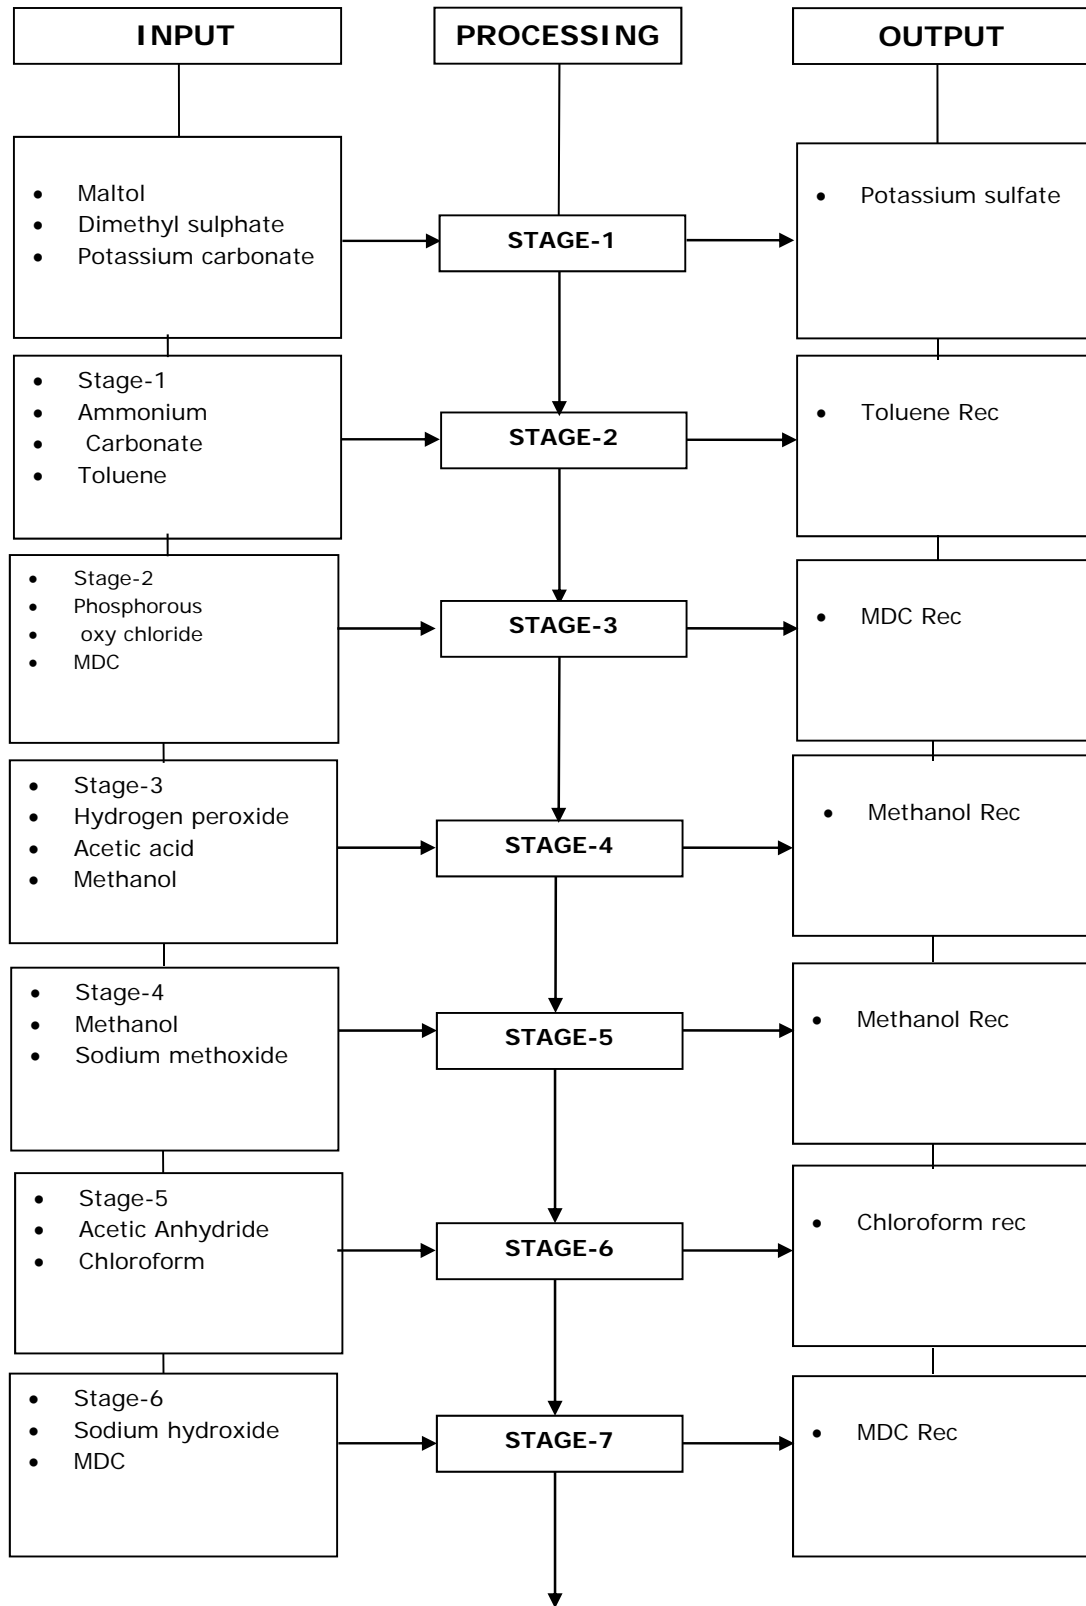 INPUT
PROCESSING
OUTPUT
• Maltol
• Dimethyl sulphate
• Potassium carbonate
STAGE-1
• Potassium sulfate
• Stage-1
• Ammonium
• Carbonate
• Toluene
STAGE-2
• Toluene Rec
• Stage-2
• Phosphorous
• oxy chloride
• MDC
STAGE-3
• MDC Rec
• Stage-3
• Hydrogen peroxide
• Acetic acid
• Methanol
STAGE-4
• Methanol Rec
• Stage-4
• Methanol
• Sodium methoxide
STAGE-5
• Methanol Rec
• Stage-5
• Acetic Anhydride
• Chloroform
STAGE-6
• Chloroform rec
• Stage-6
• Sodium hydroxide
• MDC
STAGE-7
• MDC Rec